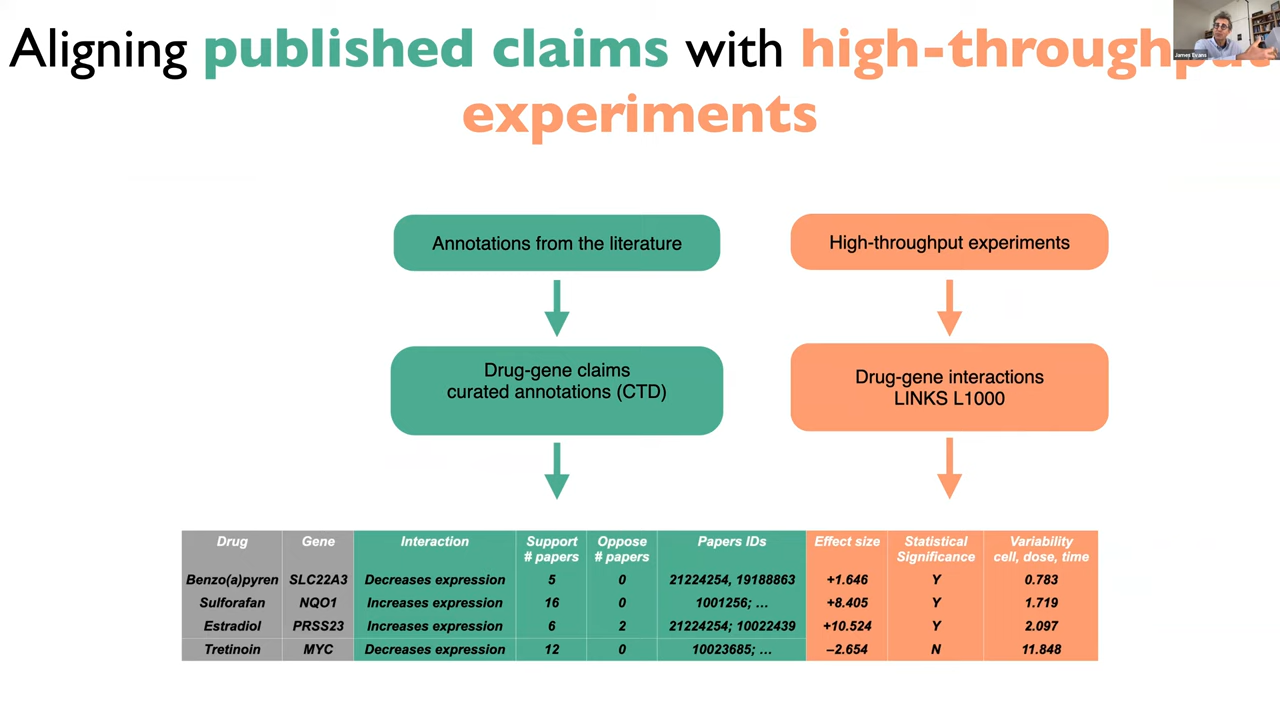 Aligning published claims with high-throughput
experiments
James Evans
Annotations from the literature
High-throughput experiments
Drug-gene claims
curated annotations (CTD)
Drug-gene interactions
LINKS L1000
Drug Gene Interaction Support # papers Oppose # papers Papers IDs Effect size Statistical Significance Variability cell, dose, time
Benzo(a)pyren SLC22A3 Decreases expression 5 0 21224254, 19188863 +1.646 Y 0.783
Sulforafan NQO1 Increases expression 16 0 1001256; ... +8.405 Y 1.719
Estradiol PRSS23 Increases expression 6 2 21224254; 10022439 +10.524 Y 2.097
Tretinoin MYC Decreases expression 12 0 10023685; ... –2.654 N 11.848